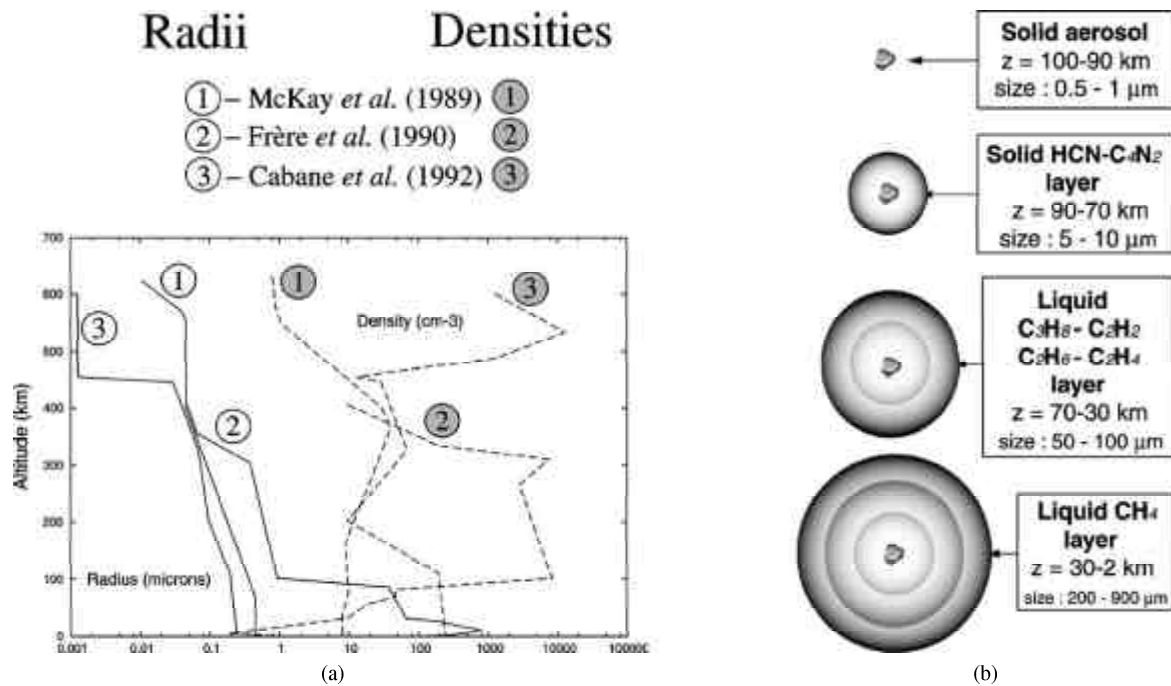 Radii Densities
① – McKay et al. (1989) ①
② – Frère et al. (1990) ②
③ – Cabane et al. (1992) ③
700
600
500
400
300
200
100
0
Altitude (km)
① ① ③
③
Density (cm-3)
② ②
Radius (microns)
0.001 0.01 0.1 1. 10 100 1000 10000 10000C
(a)
Solid aerosol
z = 100-90 km
size : 0.5 - 1 µm
Solid HCN-C4N2
layer
z = 90-70 km
size : 5 - 10 µm
Liquid
C3H8 - C2H2
C2H6 - C2H4
layer
z = 70-30 km
size : 50 - 100 µm
Liquid CH4
layer
z = 30-2 km
size : 200 - 900 µm
(b)